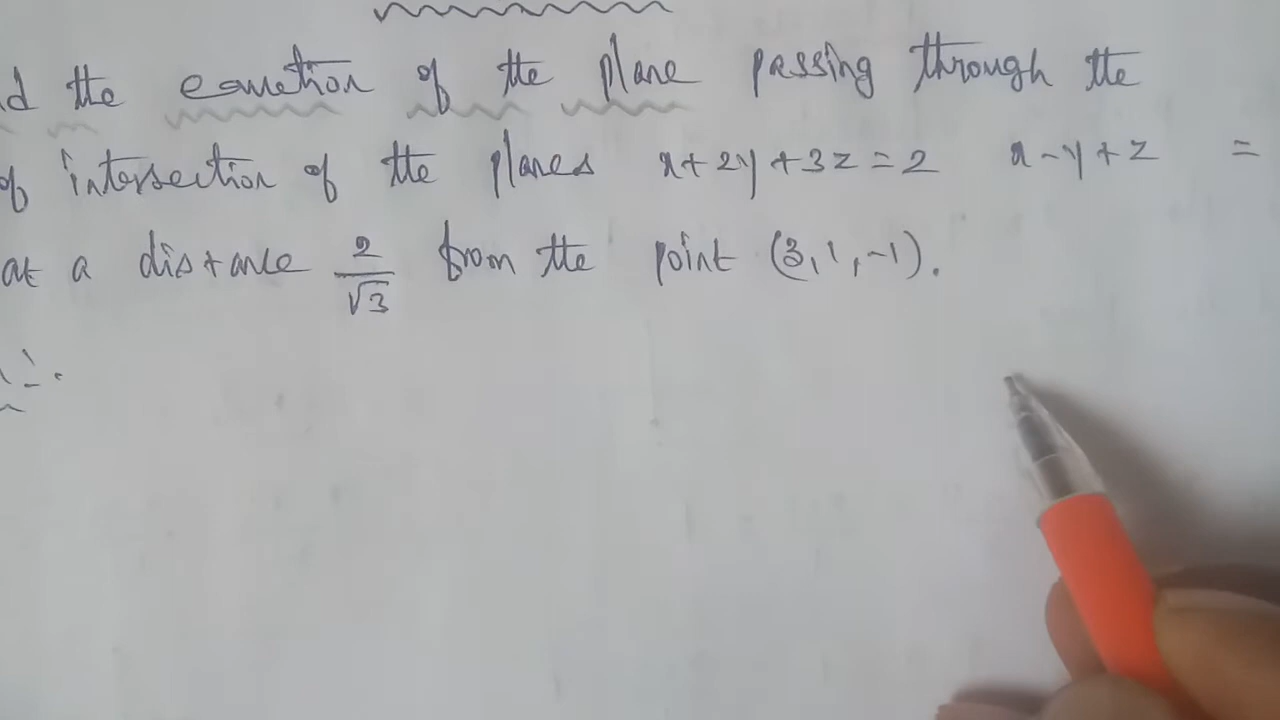 d the equation of the plane passing through the
of intersection of the planes x+2y+3z=2 x-y+z =
at a distance 2/√3 from the point (3,1,-1).